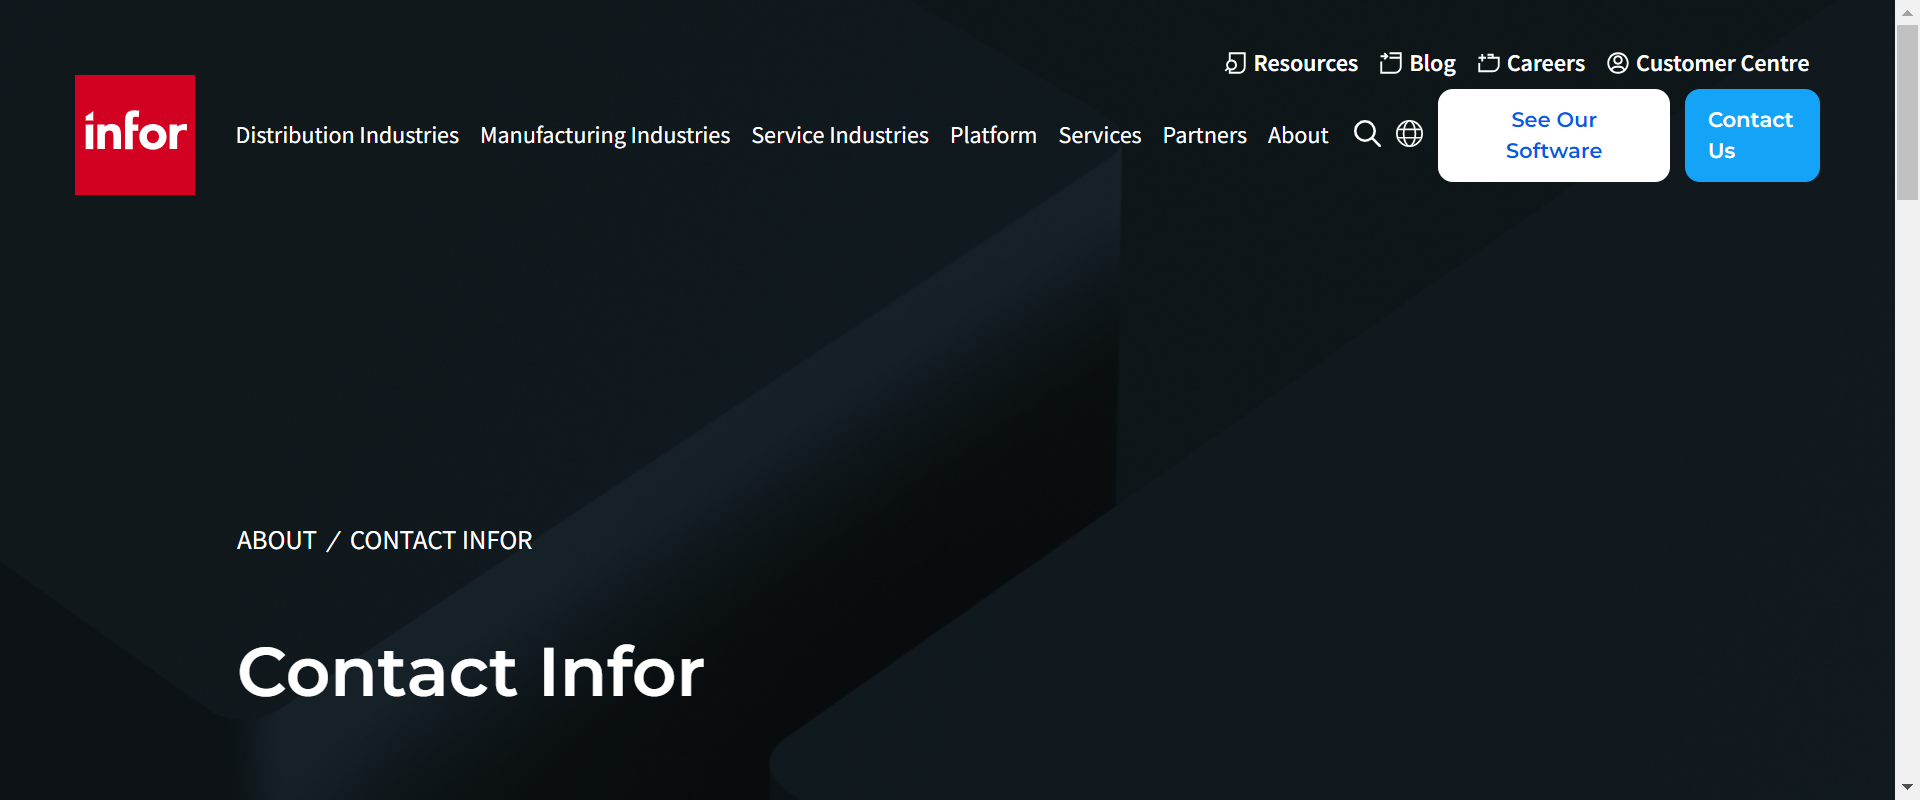 Resources Blog Careers Customer Centre
infor
Distribution Industries Manufacturing Industries Service Industries Platform Services Partners About
See Our
Software
Contact
Us
ABOUT / CONTACT INFOR
Contact Infor